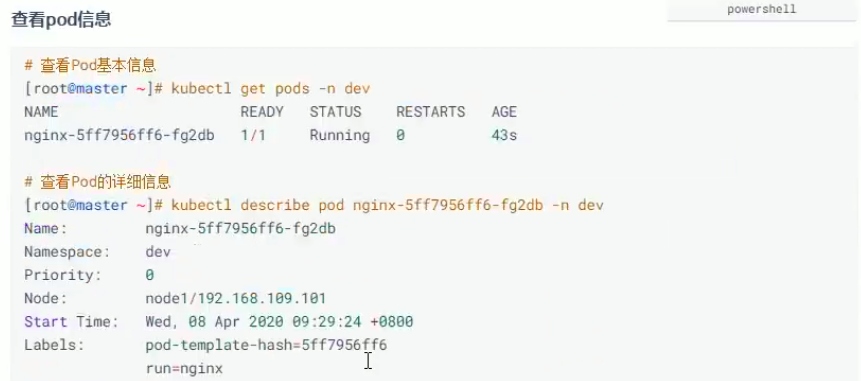 查看pod信息
powershell
# 查看Pod基本信息
[root@master ~]# kubectl get pods -n dev
NAME READY STATUS RESTARTS AGE
nginx-5ff7956ff6-fg2db 1/1 Running 0 43s
# 查看Pod的详细信息
[root@master ~]# kubectl describe pod nginx-5ff7956ff6-fg2db -n dev
Name: nginx-5ff7956ff6-fg2db
Namespace: dev
Priority: 0
Node: node1/192.168.109.101
Start Time: Wed, 08 Apr 2020 09:29:24 +0800
Labels: pod-template-hash=5ff7956ff6
run=nginx